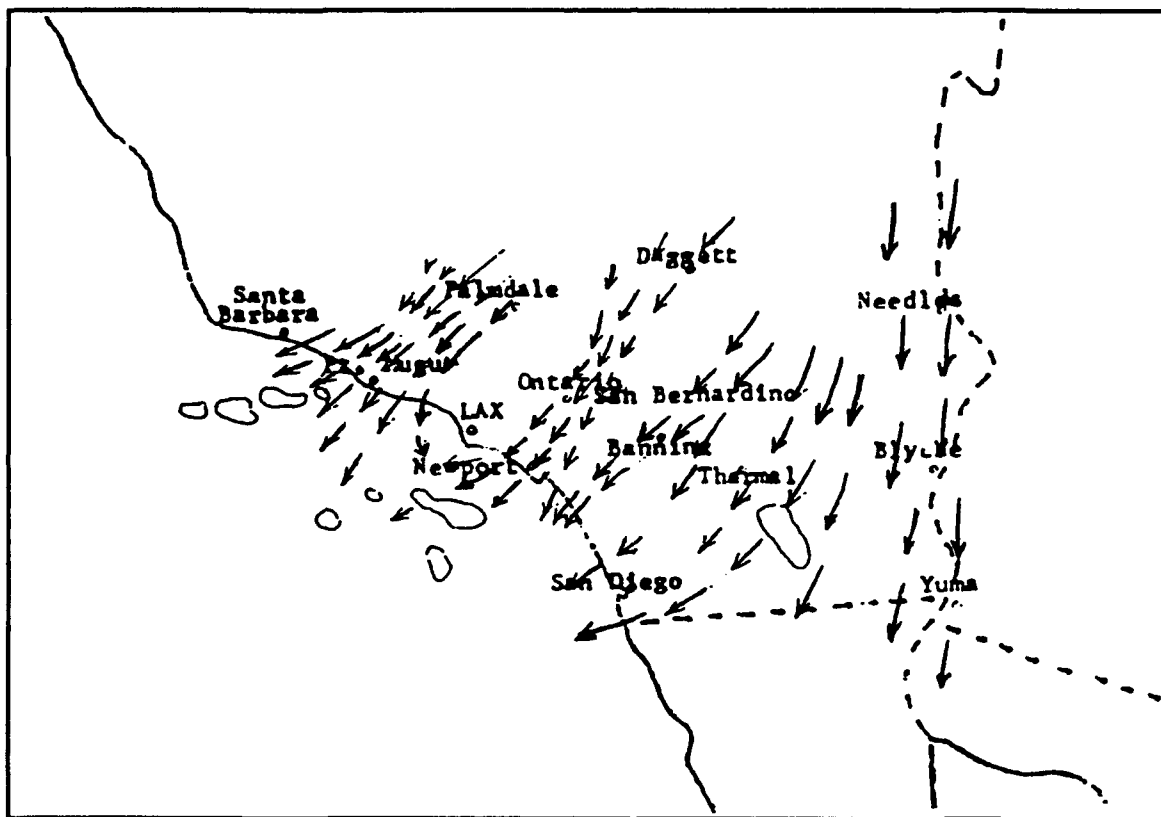 Daggett
Palmdale
Santa
Barbara
Needles
Pt. Mugu
Ontario
San Bernardino
LAX
Banning
Blythe
Newport
Thermal
San Diego
Yuma